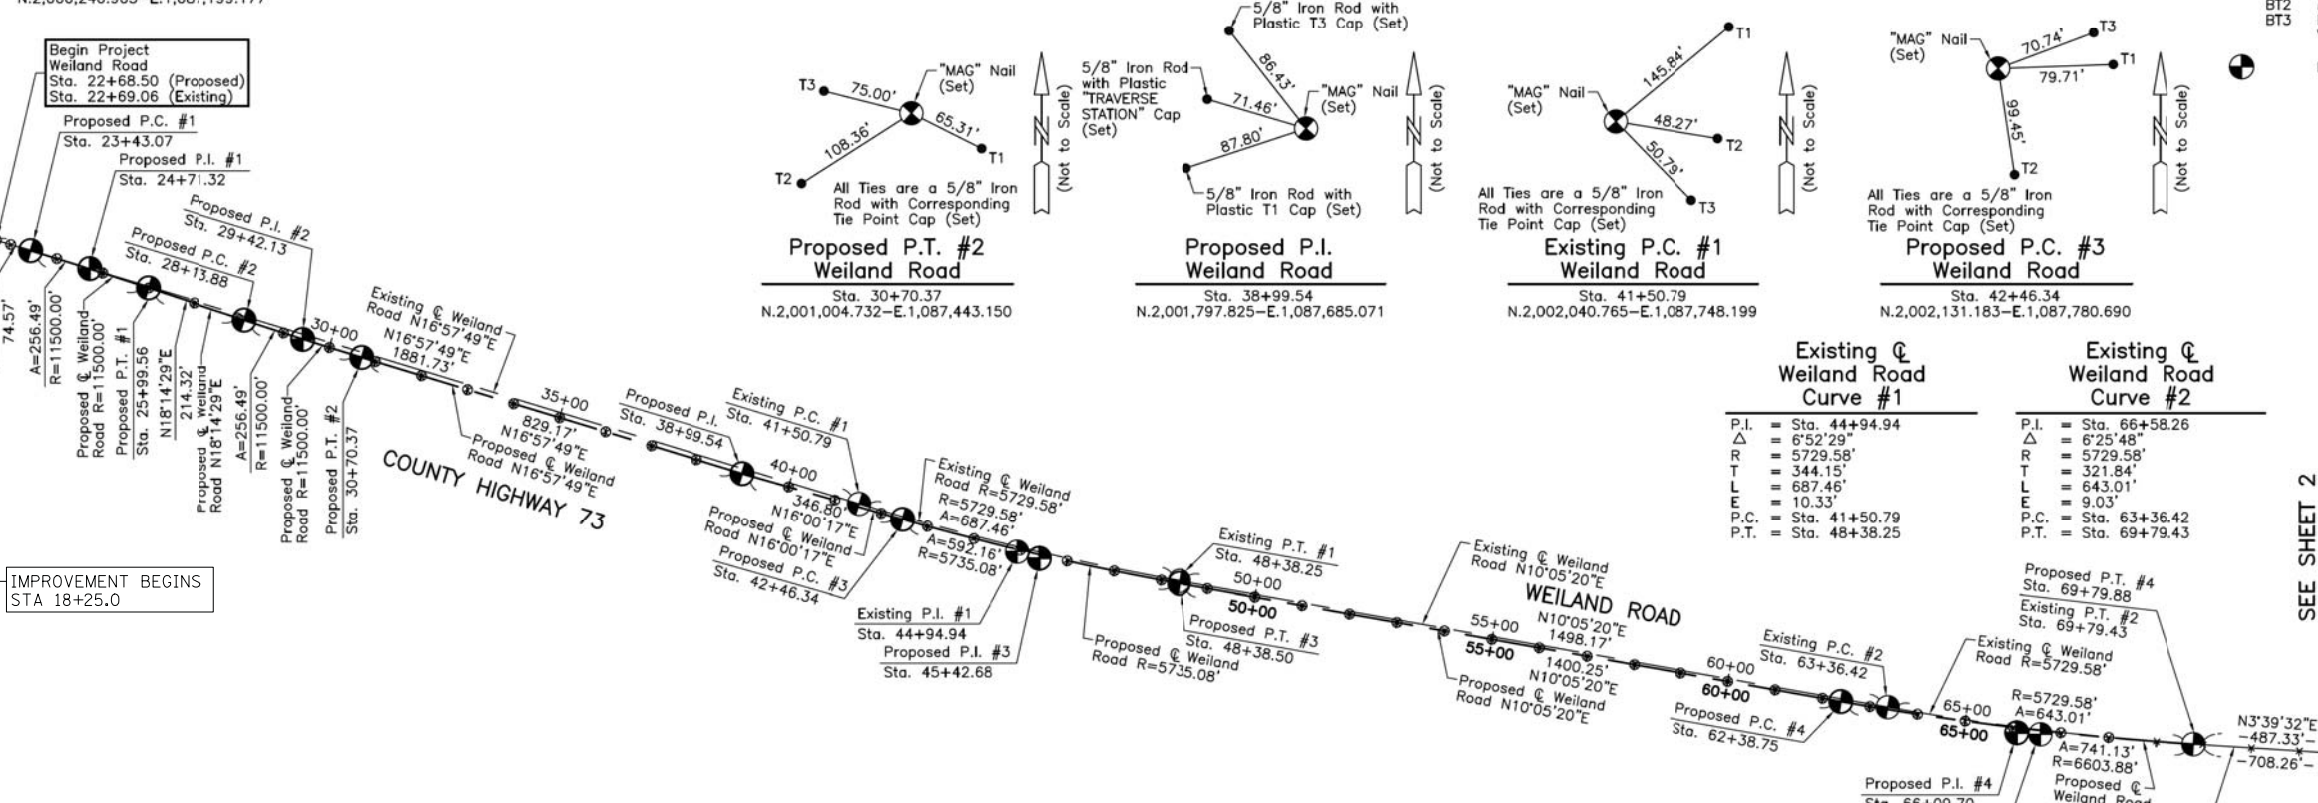 Begin Project
Weiland Road
Sta. 22+68.50 (Proposed)
Sta. 22+69.06 (Existing)
Proposed P.C. #1
Sta. 23+43.07
Proposed P.I. #1
Sta. 24+71.32
Proposed P.I. #2
Sta. 29+42.13
Proposed P.C. #2
Sta. 28+13.88
74.57'
A=256.49'
R=11500.00'
Proposed ℄ Weiland
Road R=11500.00'
Proposed P.T. #1
Sta. 25+99.56
N18°14'29"E
214.32'
Proposed ℄ Weiland
Road N18°14'29"E
A=256.49'
R=11500.00'
Proposed ℄ Weiland
Road R=11500.00'
Proposed P.T. #2
Sta. 30+70.37
30+00
Existing ℄ Weiland
Road N16°57'49"E
N16°57'49"E
1881.73'
35+00
829.17'
N16°57'49"E
Proposed ℄ Weiland
Road N16°57'49"E
COUNTY HIGHWAY 73
IMPROVEMENT BEGINS
STA 18+25.0
T3
75.00'
"MAG" Nail
(Set)
65.31'
T1
108.36'
T2
All Ties are a 5/8" Iron
Rod with Corresponding
Tie Point Cap (Set)
(Not to Scale)
N
Proposed P.T. #2
Weiland Road
Sta. 30+70.37
N.2,001,004.732-E.1,087,443.150
5/8" Iron Rod with
Plastic T3 Cap (Set)
86.43'
5/8" Iron Rod
with Plastic
"TRAVERSE
STATION" Cap
(Set)
71.46'
"MAG" Nail
(Set)
87.80'
5/8" Iron Rod with
Plastic T1 Cap (Set)
(Not to Scale)
N
Proposed P.I.
Weiland Road
Sta. 38+99.54
N.2,001,797.825-E.1,087,685.071
T1
145.84'
"MAG" Nail
(Set)
48.27'
T2
50.79'
T3
All Ties are a 5/8" Iron
Rod with Corresponding
Tie Point Cap (Set)
(Not to Scale)
N
Existing P.C. #1
Weiland Road
Sta. 41+50.79
N.2,002,040.765-E.1,087,748.199
"MAG" Nail
(Set)
70.74'
T3
T1
79.71'
99.45'
T2
All Ties are a 5/8" Iron
Rod with Corresponding
Tie Point Cap (Set)
(Not to Scale)
N
Proposed P.C. #3
Weiland Road
Sta. 42+46.34
N.2,002,131.183-E.1,087,780.690
BT2
BT3
Existing ℄
Weiland Road
Curve #1
P.I. = Sta. 44+94.94
△ = 6°52'29"
R = 5729.58'
T = 344.15'
L = 687.46'
E = 10.33'
P.C. = Sta. 41+50.79
P.T. = Sta. 48+38.25
Existing ℄
Weiland Road
Curve #2
P.I. = Sta. 66+58.26
△ = 6°25'48"
R = 5729.58'
T = 321.84'
L = 643.01'
E = 9.03'
P.C. = Sta. 63+36.42
P.T. = Sta. 69+79.43
SEE SHEET 2
Proposed P.I.
Sta. 38+99.54
Existing P.C. #1
Sta. 41+50.79
40+00
346.80'
N16°00'17"E
Proposed ℄ Weiland
Road N16°00'17"E
Proposed P.C. #3
Sta. 42+46.34
Existing ℄ Weiland
Road R=5729.58'
R=5729.58'
A=687.46'
A=592.16'
R=5735.08'
Existing P.I. #1
Sta. 44+94.94
Proposed P.I. #3
Sta. 45+42.68
Existing P.T. #1
Sta. 48+38.25
50+00
50+00
Proposed P.T. #3
Sta. 48+38.50
Proposed ℄ Weiland
Road R=5735.08'
Existing ℄ Weiland
Road N10°05'20"E
WEILAND ROAD
55+00
55+00
N10°05'20"E
1498.17'
1400.25'
N10°05'20"E
Proposed ℄ Weiland
Road N10°05'20"E
60+00
60+00
Existing P.C. #2
Sta. 63+36.42
Proposed P.C. #4
Sta. 62+38.75
Proposed P.T. #4
Sta. 69+79.88
Existing P.T. #2
Sta. 69+79.43
Existing ℄ Weiland
Road R=5729.58'
65+00
65+00
R=5729.58'
A=643.01'
A=741.13'
R=6603.88'
Proposed ℄
Weiland Road
Proposed P.I. #4
N3°39'32"E
487.33'
708.26'